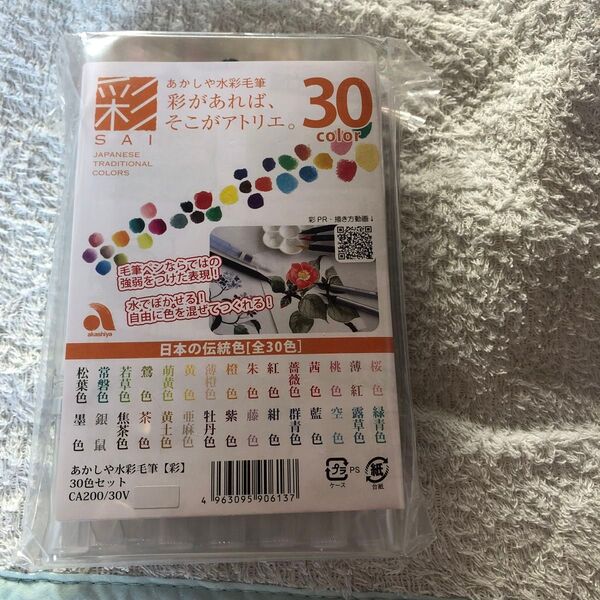 彩
SAI
JAPANESE
TRADITIONAL
COLORS
あかしや水彩毛筆
彩があれば、
そこがアトリエ。
30
color
彩PR・描き方動画↓
毛筆ペンならではの
強弱をつけた表現！
水でぼかせる！
自由に色を混ぜてつくれる！
akashiya
日本の伝統色[全30色]
桜色
薄紅
桃色
茜色
薔薇色
紅色
朱色
橙色
薄橙色
黄色
萌黄色
鶯色
若草色
常磐色
松葉色
緑青色
露草色
空色
藍色
群青色
紺色
藤色
紫色
牡丹色
亜麻色
黄土色
茶色
焦茶色
銀鼠
墨色
あかしや水彩毛筆【彩】
30色セット
CA200/30V
4 963095 906137
プラ
ケース
PS
紙
台紙